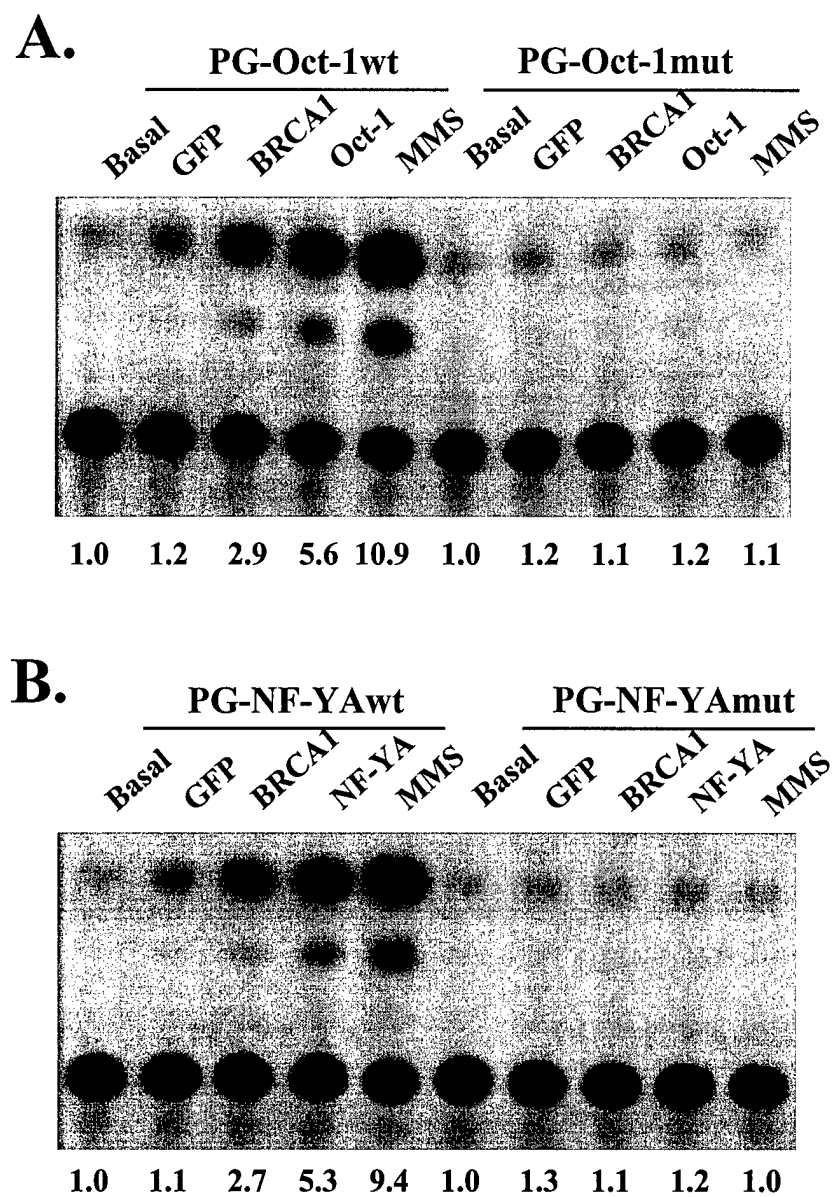 A.
PG-Oct-1wt PG-Oct-1mut
Basal GFP BRCA1 Oct-1 MMS Basal GFP BRCA1 Oct-1 MMS
1.0 1.2 2.9 5.6 10.9 1.0 1.2 1.1 1.2 1.1
B.
PG-NF-YAwt PG-NF-YAmut
Basal GFP BRCA1 NF-YA MMS Basal GFP BRCA1 NF-YA MMS
1.0 1.1 2.7 5.3 9.4 1.0 1.3 1.1 1.2 1.0